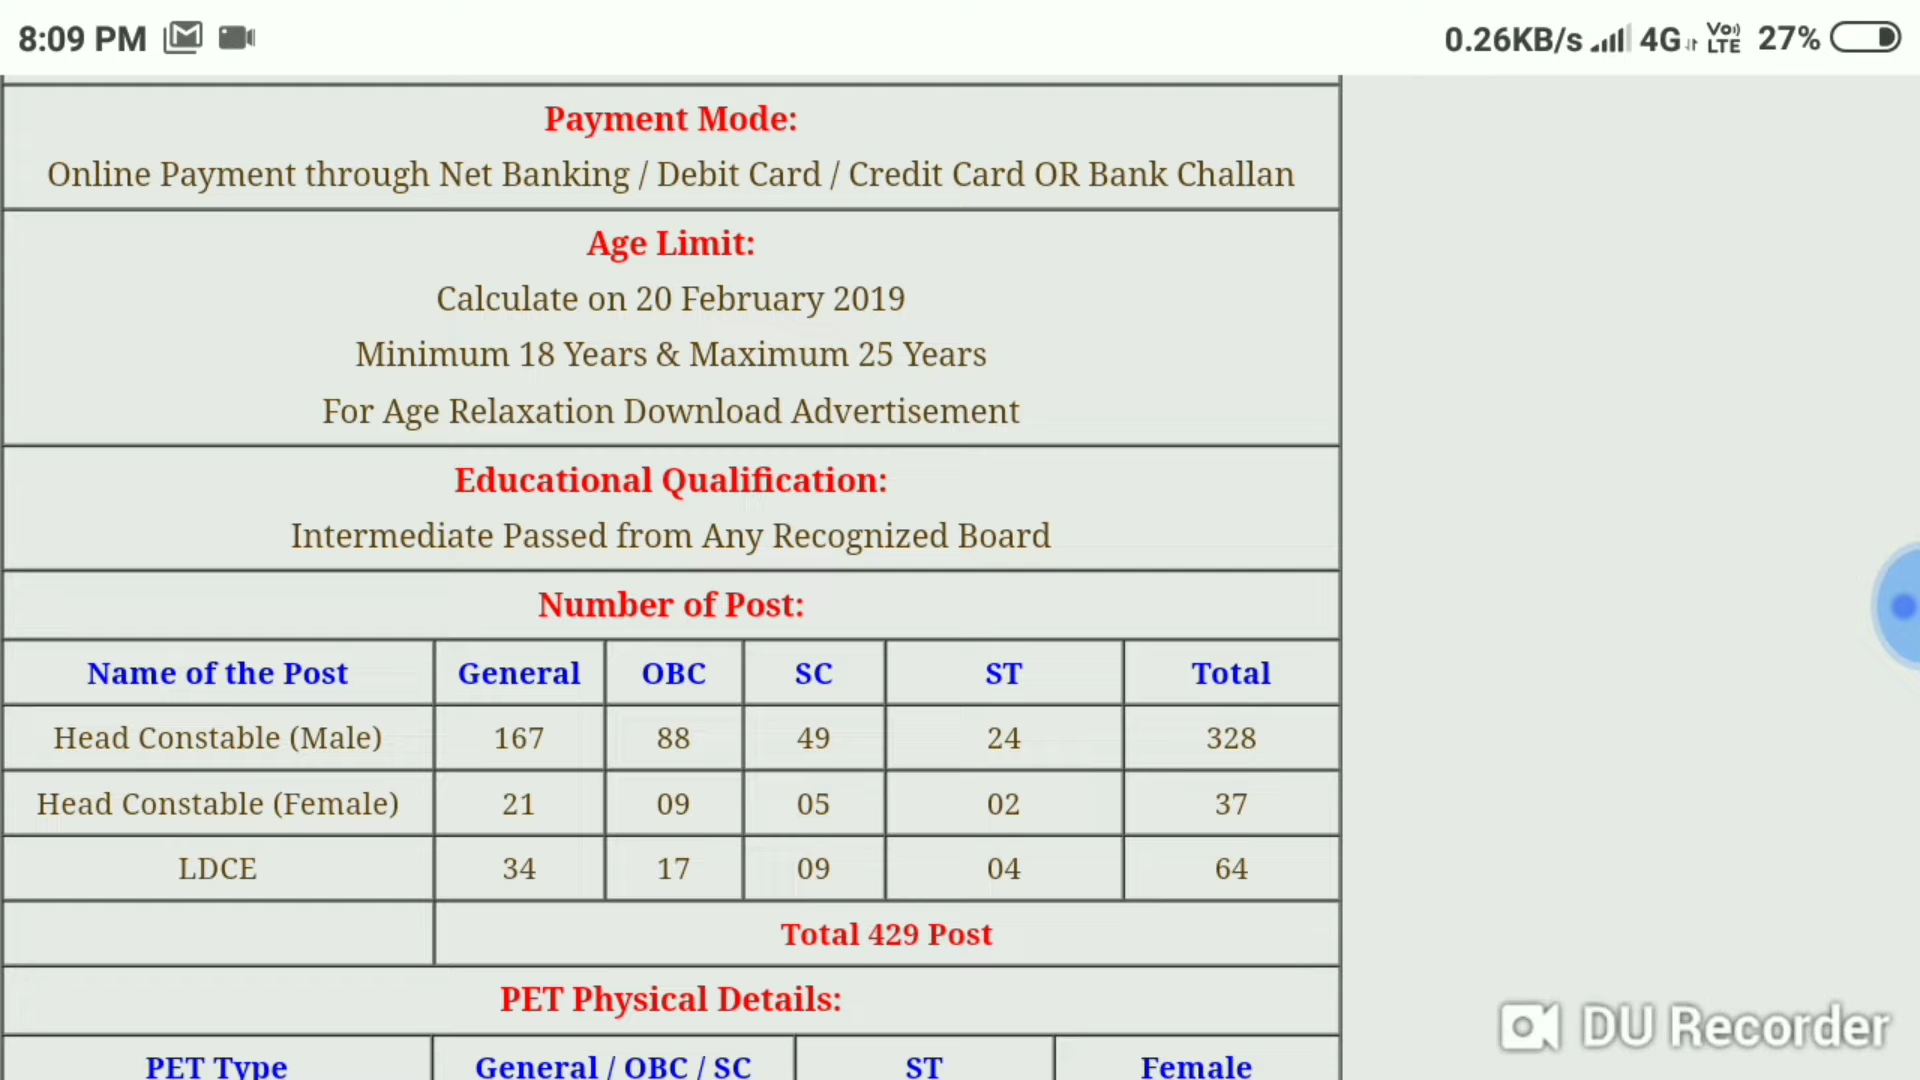 8:09 PM 0.26KB/s 4G VoLTE 27%
Payment Mode:
Online Payment through Net Banking / Debit Card / Credit Card OR Bank Challan
Age Limit:
Calculate on 20 February 2019
Minimum 18 Years & Maximum 25 Years
For Age Relaxation Download Advertisement
Educational Qualification:
Intermediate Passed from Any Recognized Board
Number of Post:
Name of the Post General OBC SC ST Total
Head Constable (Male) 167 88 49 24 328
Head Constable (Female) 21 09 05 02 37
LDCE 34 17 09 04 64
Total 429 Post
PET Physical Details:
PET Type General / OBC / SC ST Female
DU Recorder